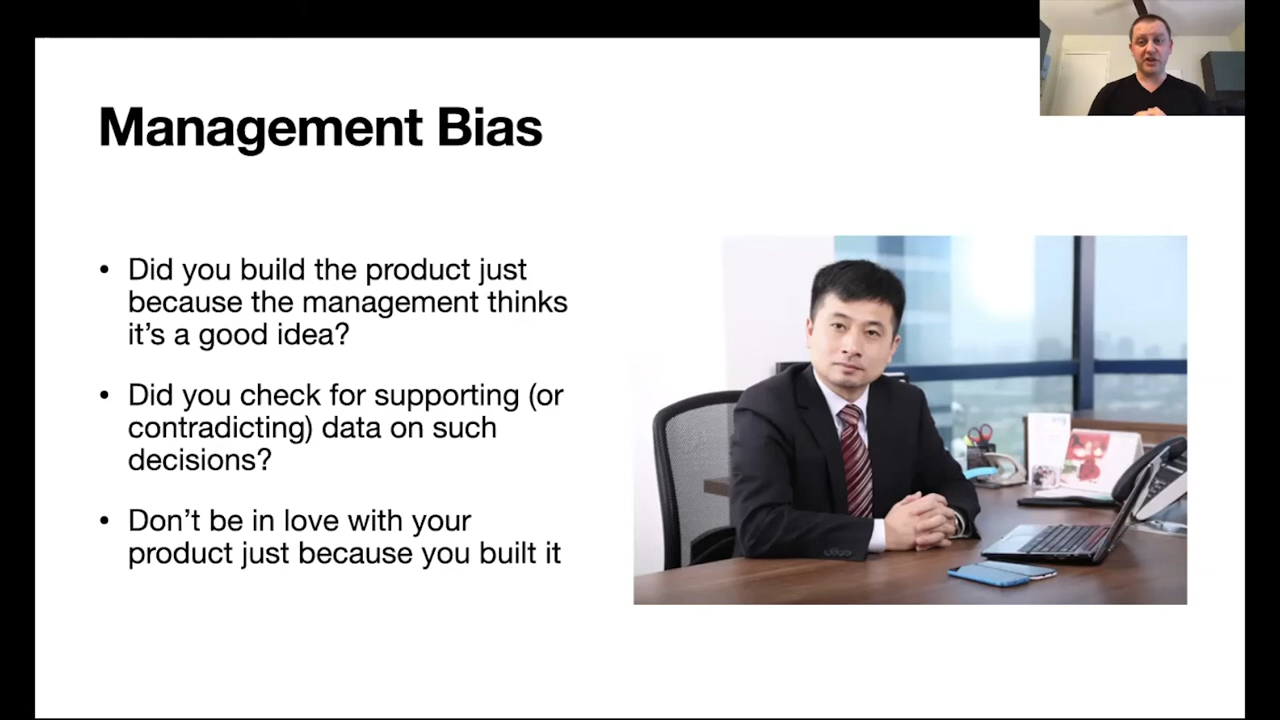 Management Bias
• Did you build the product just
because the management thinks
it’s a good idea?
• Did you check for supporting (or
contradicting) data on such
decisions?
• Don’t be in love with your
product just because you built it